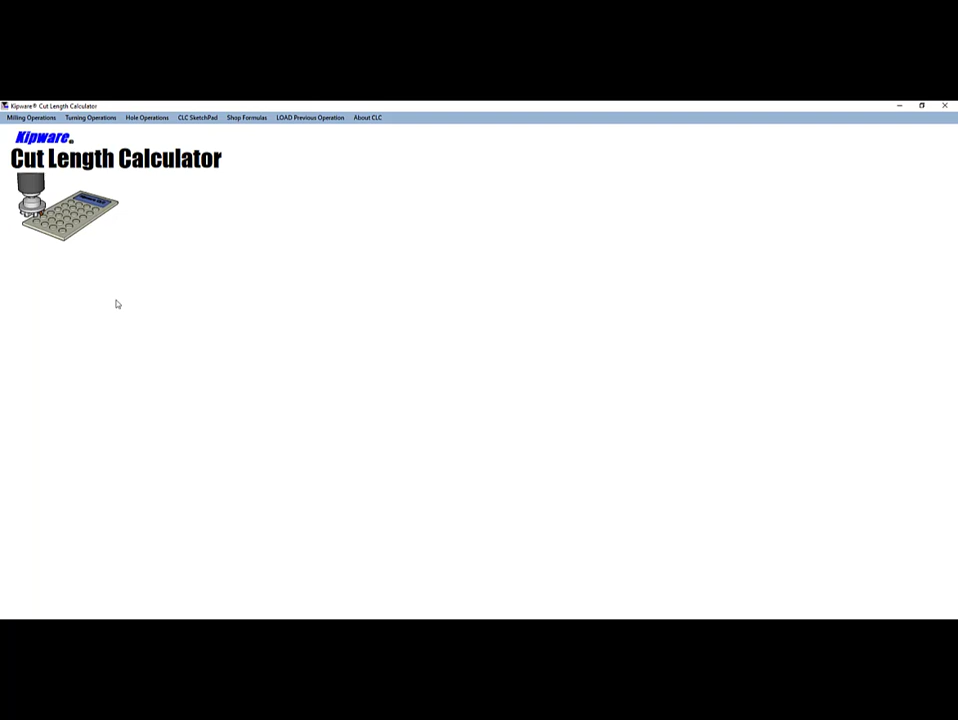 Kipware® Cut Length Calculator
Milling Operations Turning Operations Hole Operations CLC SketchPad Shop Formulas LOAD Previous Operation About CLC
Kipware®
Cut Length Calculator